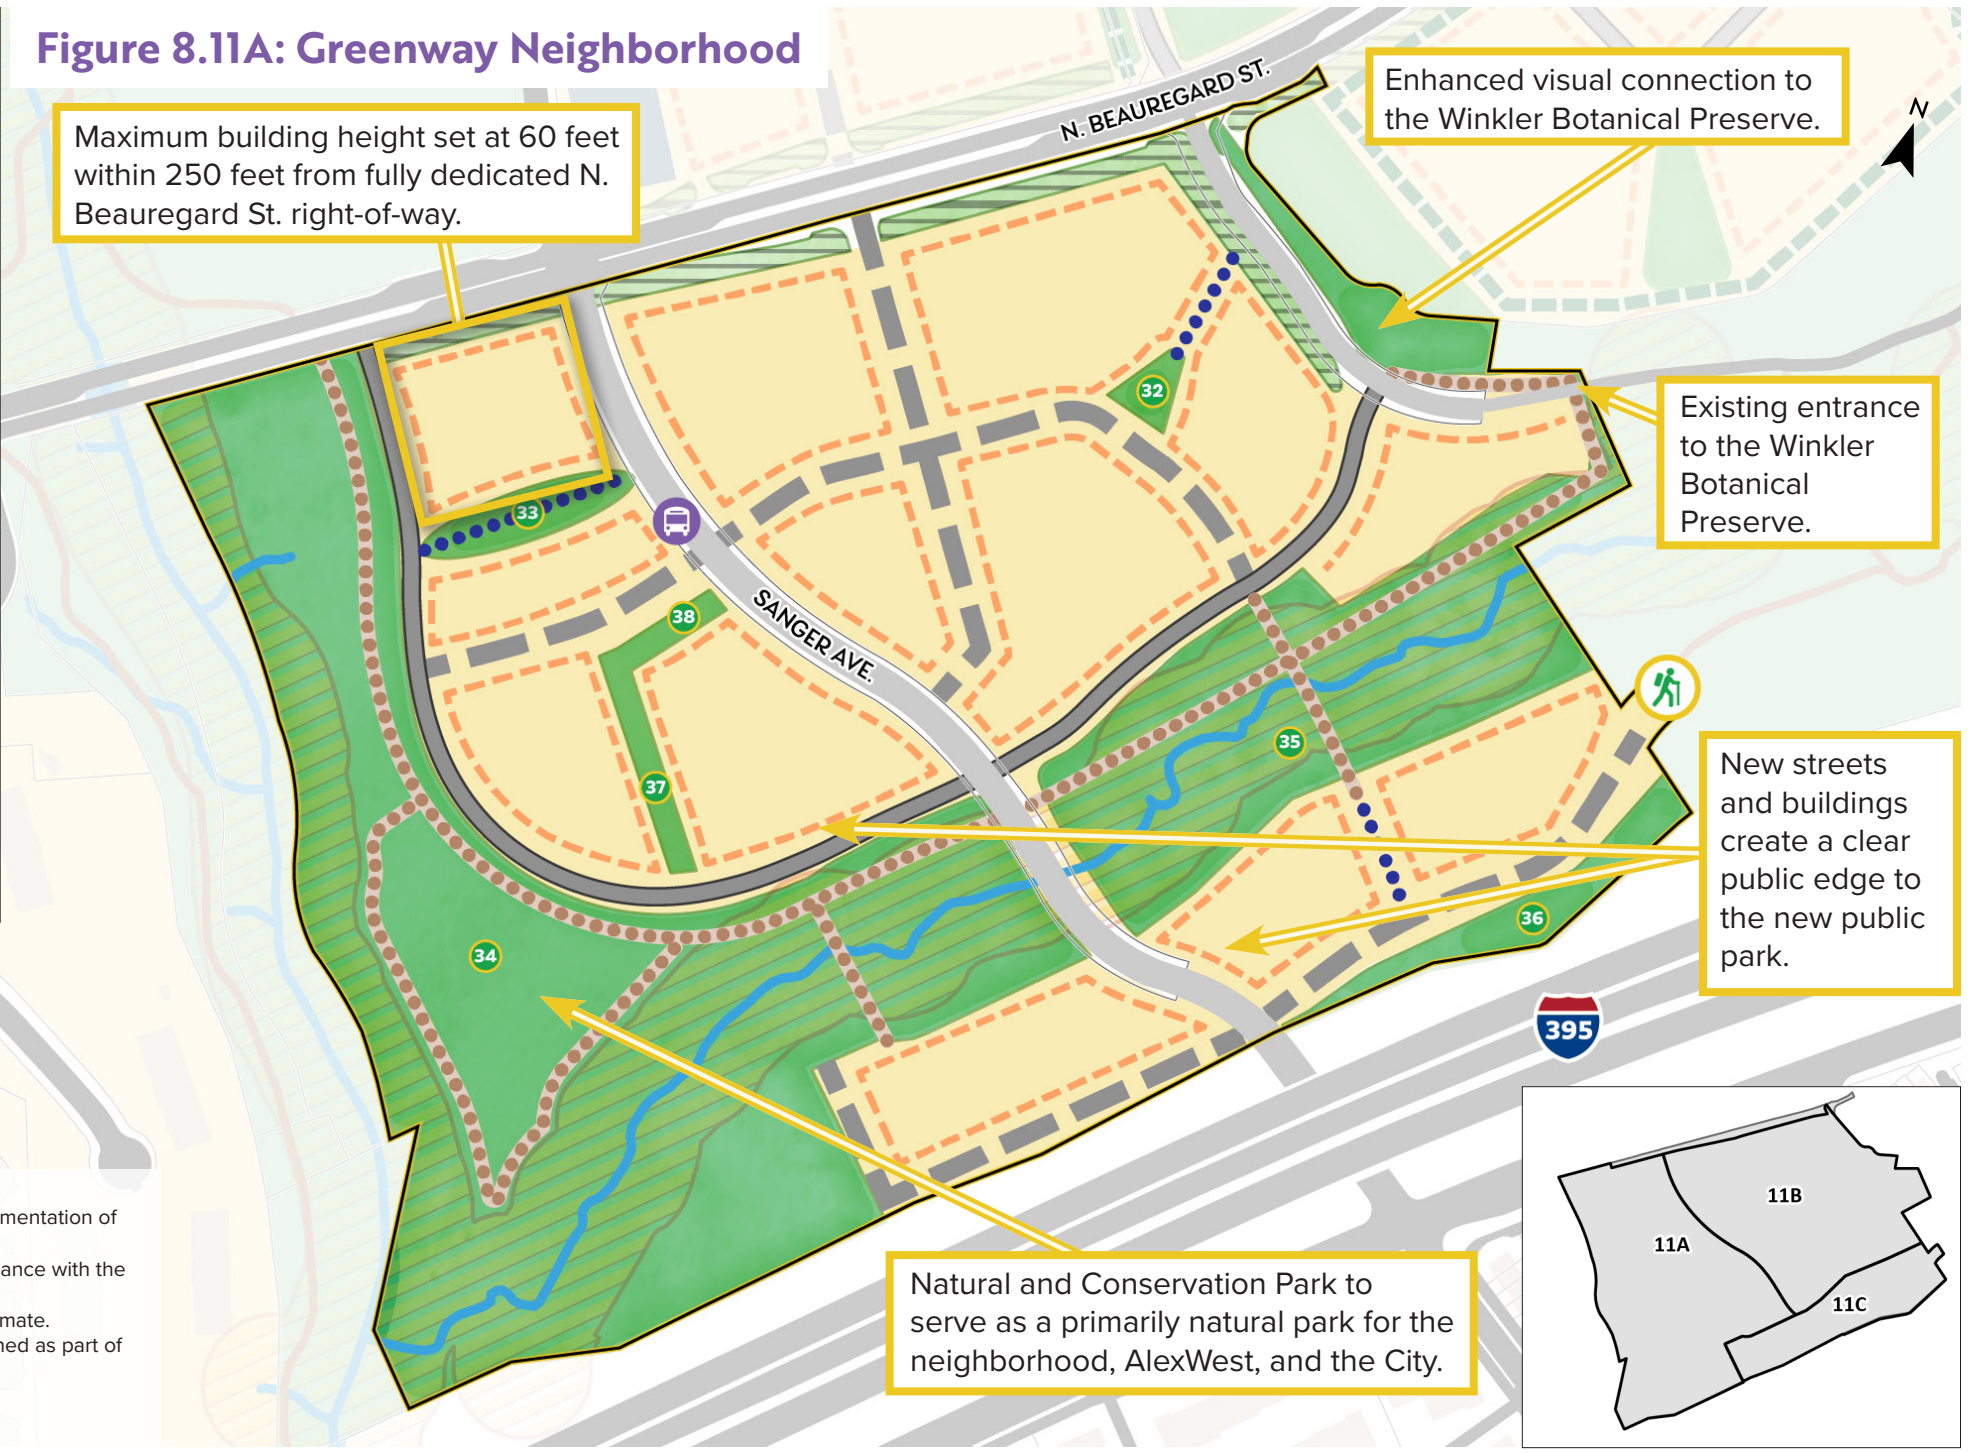 Figure 8.11A: Greenway Neighborhood
Maximum building height set at 60 feet
within 250 feet from fully dedicated N.
Beauregard St. right-of-way.
N. BEAUREGARD ST.
Enhanced visual connection to
the Winkler Botanical Preserve.
N
Existing entrance
to the Winkler
Botanical
Preserve.
32
33
38
SANGER AVE.
37
35
34
36
New streets
and buildings
create a clear
public edge to
the new public
park.
395
Natural and Conservation Park to
serve as a primarily natural park for the
neighborhood, AlexWest, and the City.
11A
11B
11C
mentation of
ance with the
mate.
ned as part of